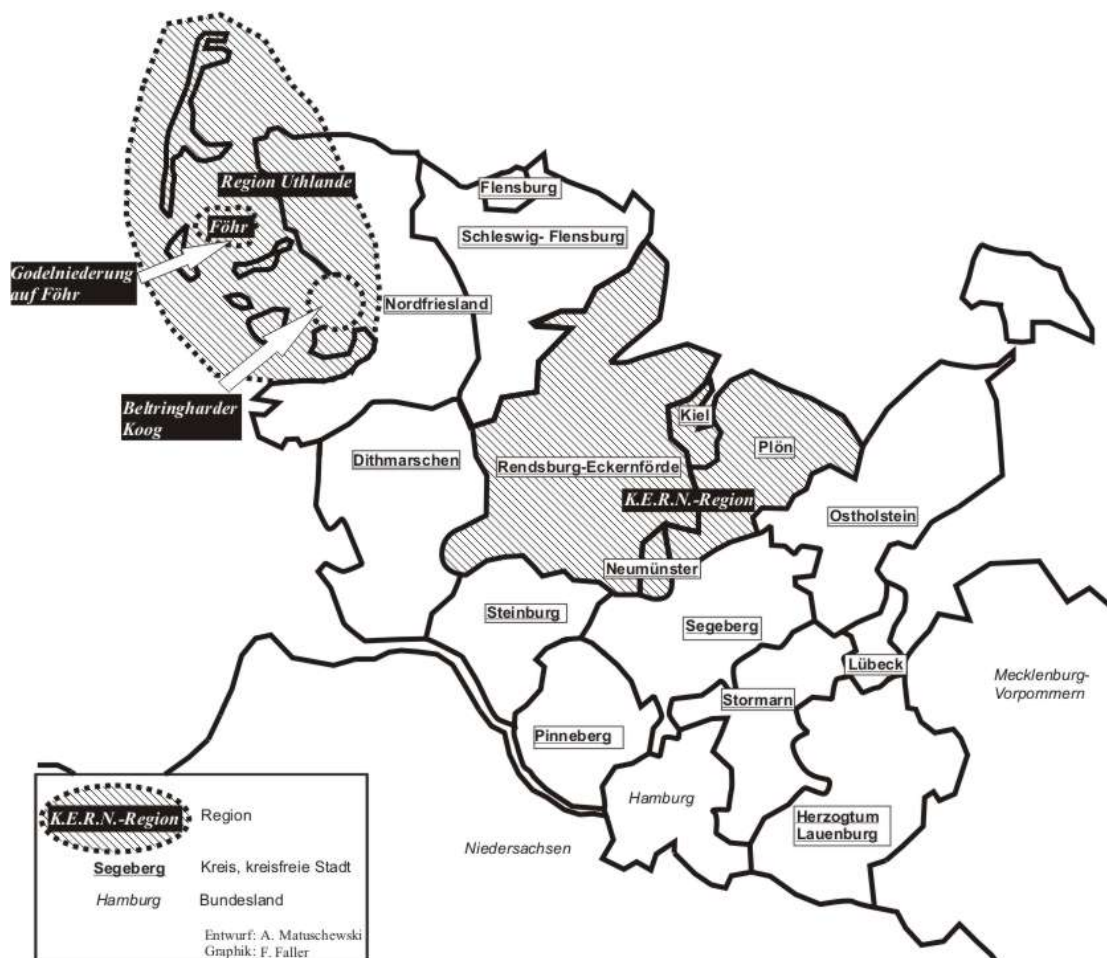 Flensburg
Region Uthlande
Schleswig- Flensburg
Föhr
Godelniederung
auf Föhr
Nordfriesland
Beltringharder
Koog
Kiel
Plön
Dithmarschen
Rendsburg-Eckernförde
K.E.R.N.-Region
Ostholstein
Neumünster
Steinburg
Segeberg
Lübeck
Mecklenburg-
Vorpommern
Stormarn
Pinneberg
Hamburg
Herzogtum
Lauenburg
Niedersachsen
K.E.R.N.-Region
Region
Segeberg
Kreis, kreisfreie Stadt
Hamburg
Bundesland
Entwurf: A. Matuschewski
Graphik: F. Faller